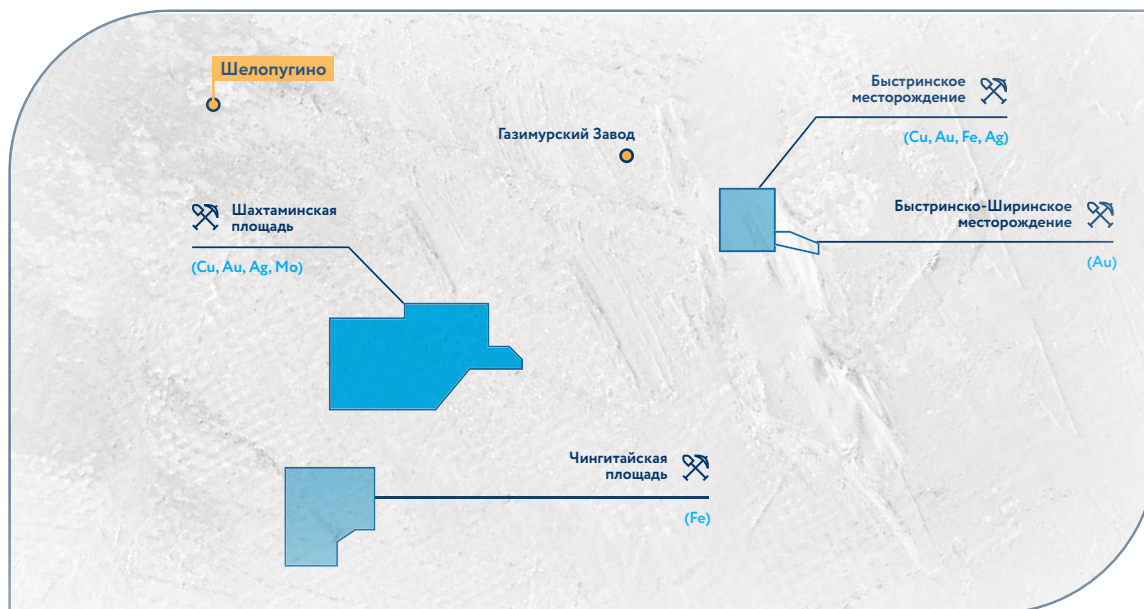 Шелопугино
Быстринское
месторождение
(Cu, Au, Fe, Ag)
Газимурский Завод
Шахтаминская
площадь
(Cu, Au, Ag, Mo)
Быстринско-Ширинское
месторождение
(Au)
Чингитайская
площадь
(Fe)